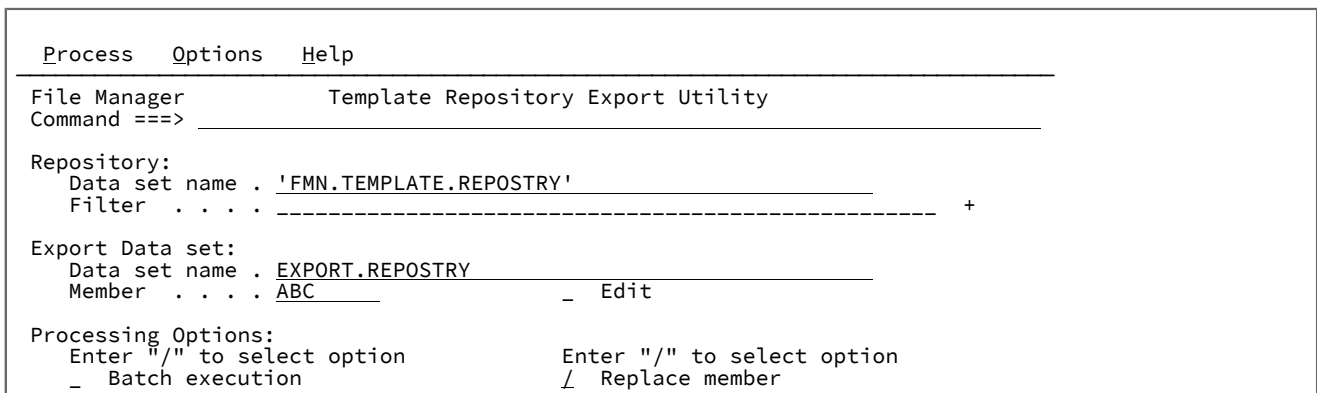 Process   Options   Help
File Manager            Template Repository Export Utility
Command ===> ________________________________________________________________
Repository:
   Data set name . 'FMN.TEMPLATE.REPOSTRY'
   Filter  . . . . ___________________________________________________  +
Export Data set:
   Data set name . EXPORT.REPOSTRY
   Member  . . . . ABC                   _  Edit
Processing Options:
   Enter "/" to select option            Enter "/" to select option
   _  Batch execution                    /  Replace member